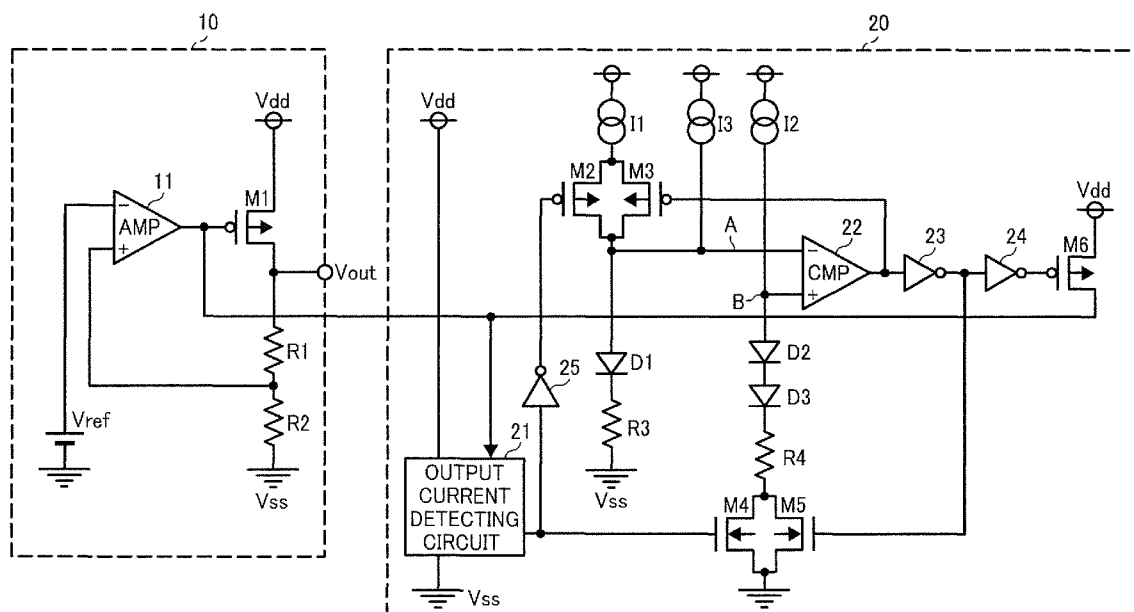 10
Vdd
11
AMP
−
+
M1
Vout
R1
R2
Vref
Vss
20
Vdd
I1
I3
I2
M2
M3
A
B
22
CMP
−
+
23
24
M6
Vdd
25
D1
R3
Vss
D2
D3
R4
M4
M5
21
OUTPUT
CURRENT
DETECTING
CIRCUIT
Vss